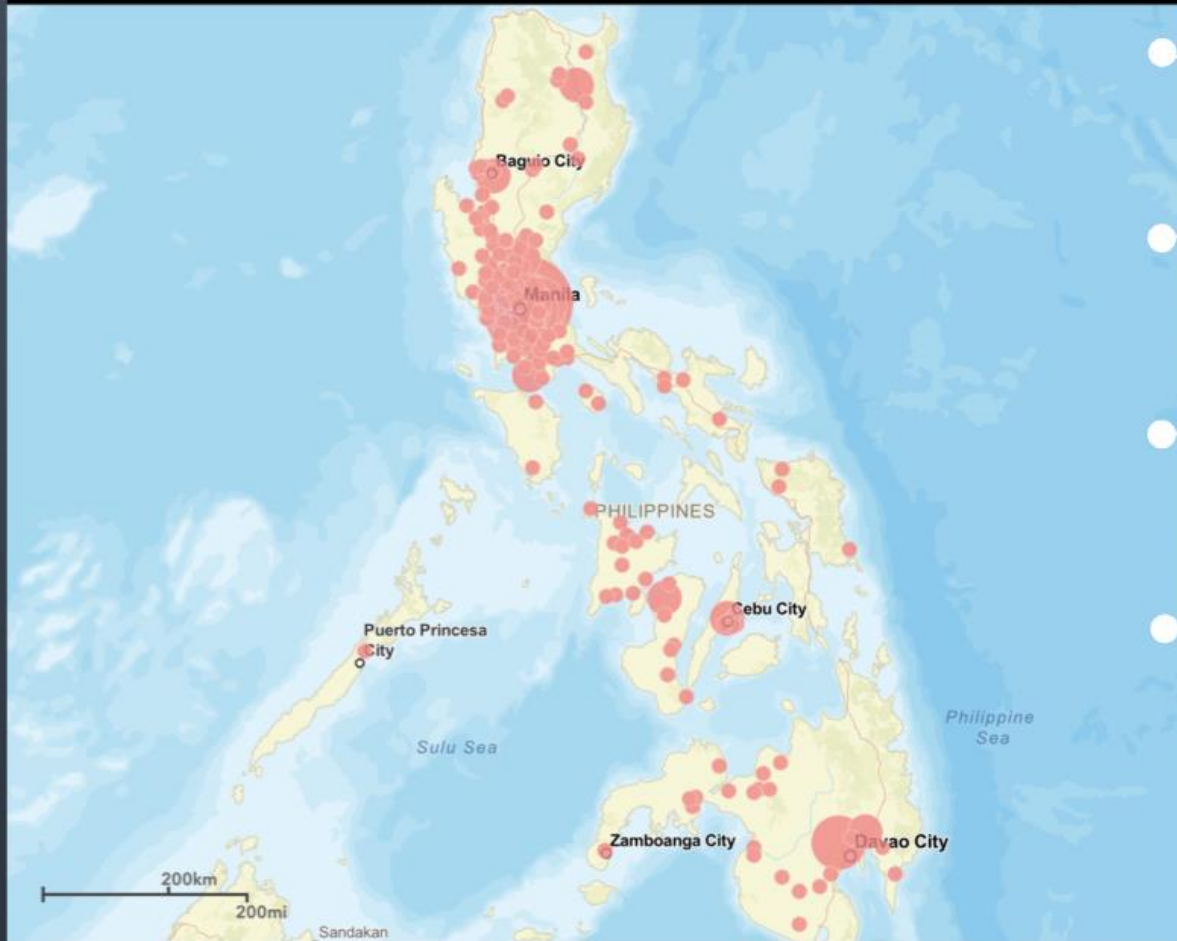 Baguio City
Manila
PHILIPPINES
Cebu City
Puerto Princesa
City
Philippine
Sea
Sulu Sea
Zamboanga City
Davao City
200km
200mi
Sandakan